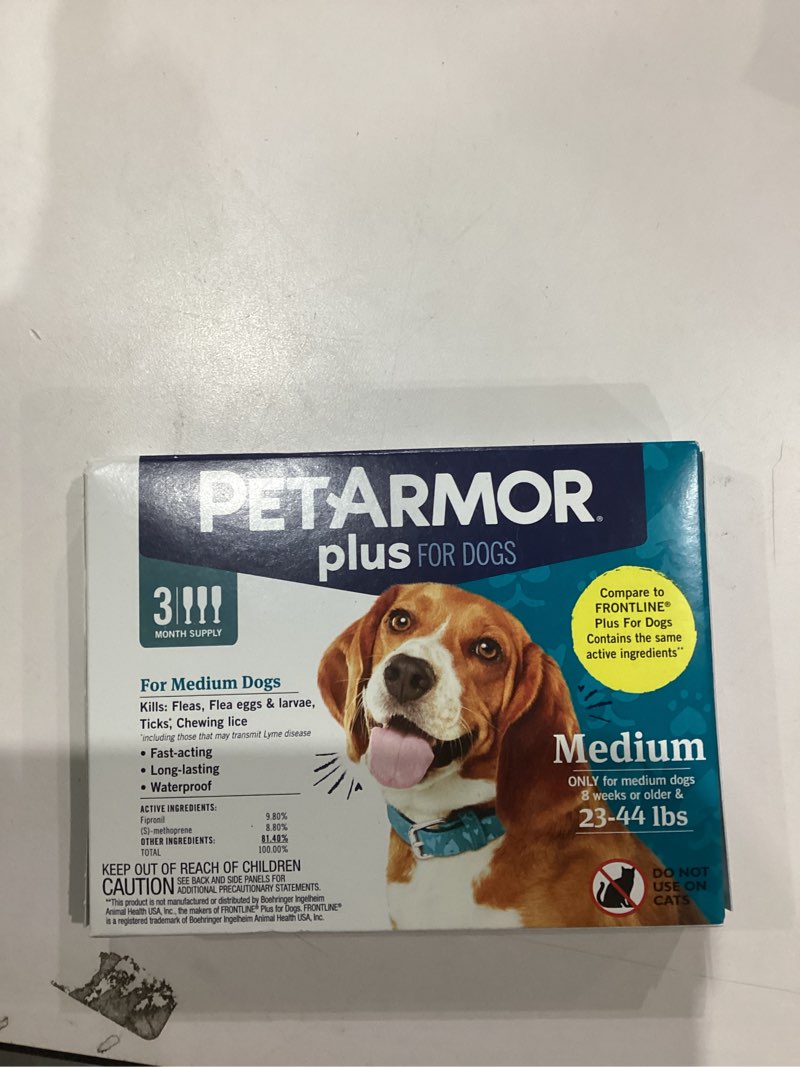 PETARMOR®
plus FOR DOGS
3
MONTH SUPPLY
Compare to
FRONTLINE®
Plus For Dogs
Contains the same
active ingredients**
For Medium Dogs
Kills: Fleas, Flea eggs & larvae,
Ticks*, Chewing lice
*including those that may transmit Lyme disease
• Fast-acting
• Long-lasting
• Waterproof
ACTIVE INGREDIENTS:
Fipronil 9.80%
(S)-methoprene 8.80%
OTHER INGREDIENTS: 81.40%
TOTAL 100.00%
KEEP OUT OF REACH OF CHILDREN
CAUTION SEE BACK AND SIDE PANELS FOR
ADDITIONAL PRECAUTIONARY STATEMENTS.
**This product is not manufactured or distributed by Boehringer Ingelheim
Animal Health USA, Inc., the makers of FRONTLINE® Plus for Dogs. FRONTLINE®
is a registered trademark of Boehringer Ingelheim Animal Health USA, Inc.
Medium
ONLY for medium dogs
8 weeks or older &
23-44 lbs
DO NOT
USE ON
CATS